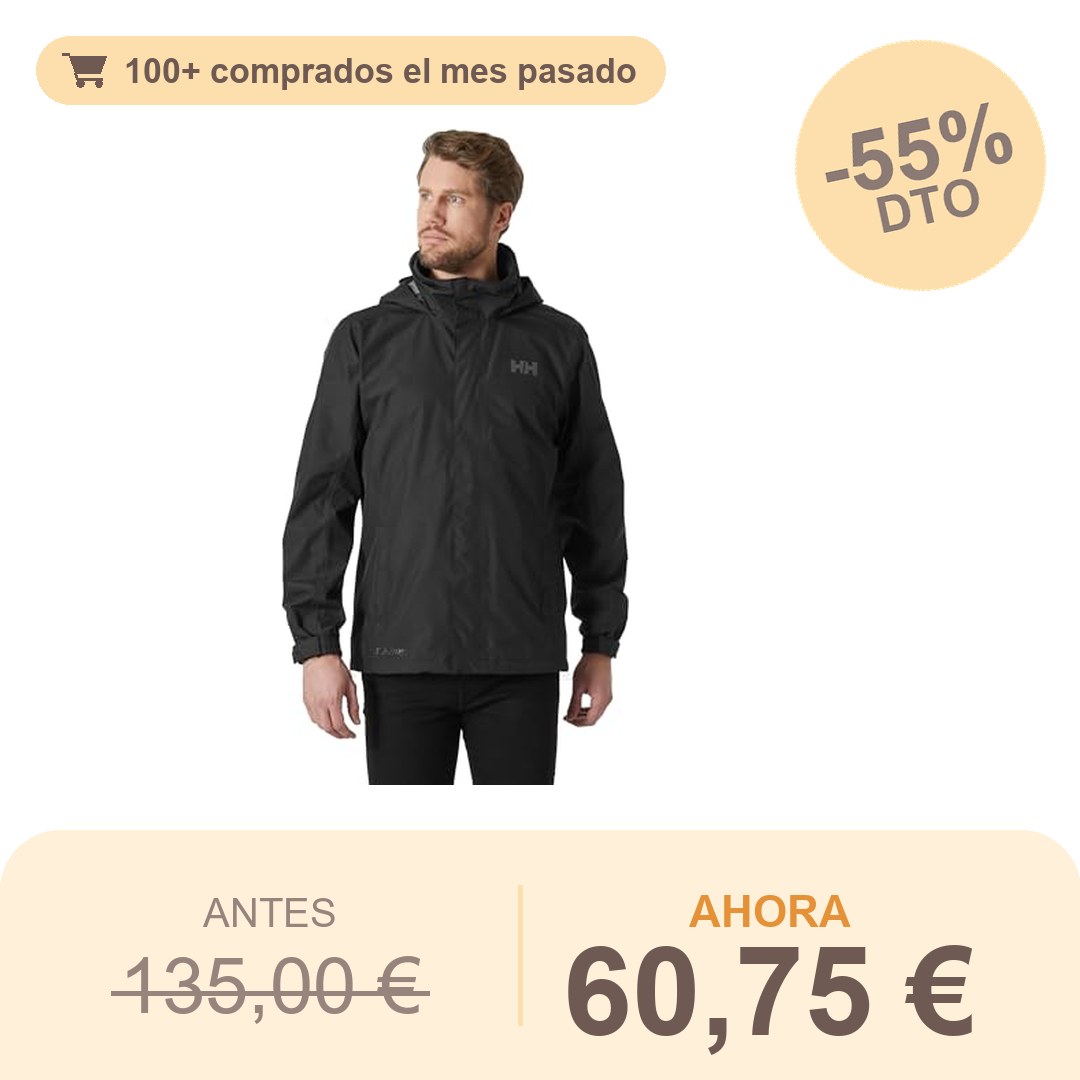 100+ comprados el mes pasado
-55%
DTO
HH
ANTES
135,00 €
AHORA
60,75 €